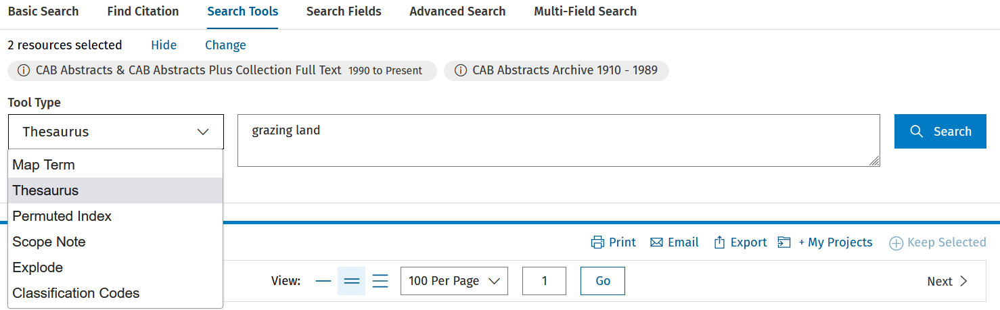 Basic Search Find Citation Search Tools Search Fields Advanced Search Multi-Field Search
2 resources selected Hide Change
CAB Abstracts & CAB Abstracts Plus Collection Full Text 1990 to Present CAB Abstracts Archive 1910 - 1989
Tool Type
Thesaurus grazing land Search
Map Term
Thesaurus
Permuted Index
Scope Note Print Email Export + My Projects Keep Selected
Explode
View: 100 Per Page 1 Go Next
Classification Codes